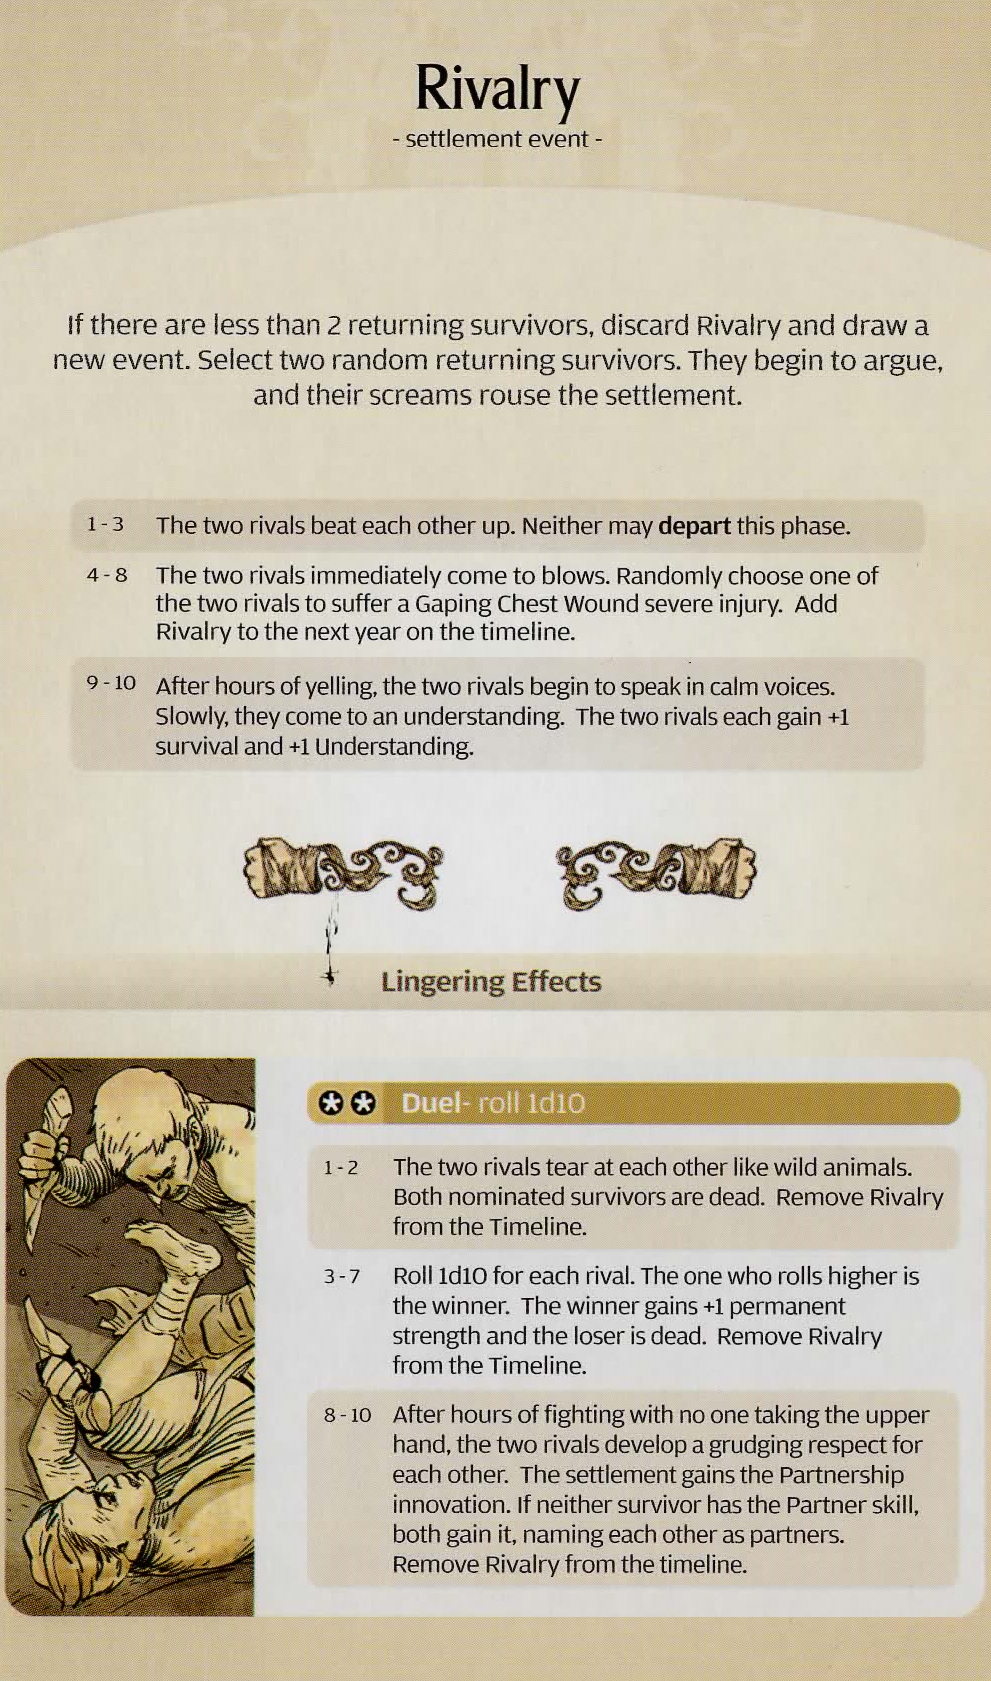 Rivalry
- settlement event -
If there are less than 2 returning survivors, discard Rivalry and draw a
new event. Select two random returning survivors. They begin to argue,
and their screams rouse the settlement.
1 - 3 The two rivals beat each other up. Neither may depart this phase.
4 - 8 The two rivals immediately come to blows. Randomly choose one of
the two rivals to suffer a Gaping Chest Wound severe injury. Add
Rivalry to the next year on the timeline.
9 - 10 After hours of yelling, the two rivals begin to speak in calm voices.
Slowly, they come to an understanding. The two rivals each gain +1
survival and +1 Understanding.
Lingering Effects
Duel- roll 1d10
1 - 2 The two rivals tear at each other like wild animals.
Both nominated survivors are dead. Remove Rivalry
from the Timeline.
3 - 7 Roll 1d10 for each rival. The one who rolls higher is
the winner. The winner gains +1 permanent
strength and the loser is dead. Remove Rivalry
from the Timeline.
8 - 10 After hours of fighting with no one taking the upper
hand, the two rivals develop a grudging respect for
each other. The settlement gains the Partnership
innovation. If neither survivor has the Partner skill,
both gain it, naming each other as partners.
Remove Rivalry from the timeline.